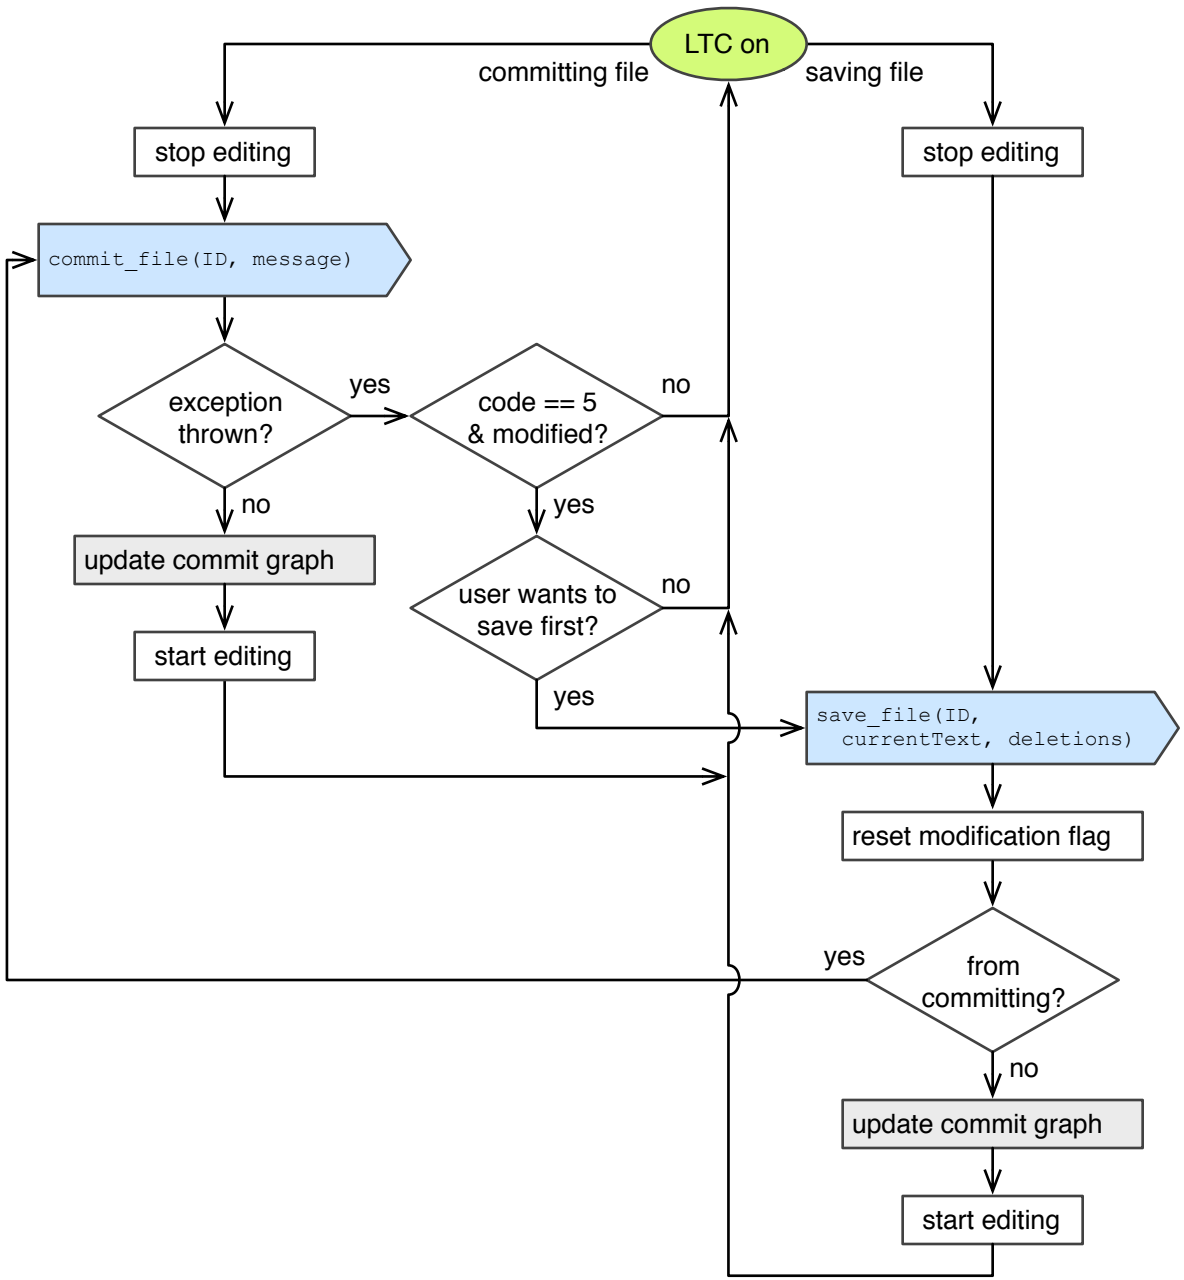 LTC on
committing file
saving file
stop editing
stop editing
commit_file(ID, message)
yes
no
exception
thrown?
code == 5
& modified?
no
yes
update commit graph
user wants to
save first?
no
start editing
yes
save_file(ID,
currentText, deletions)
reset modification flag
yes
from
committing?
no
update commit graph
start editing